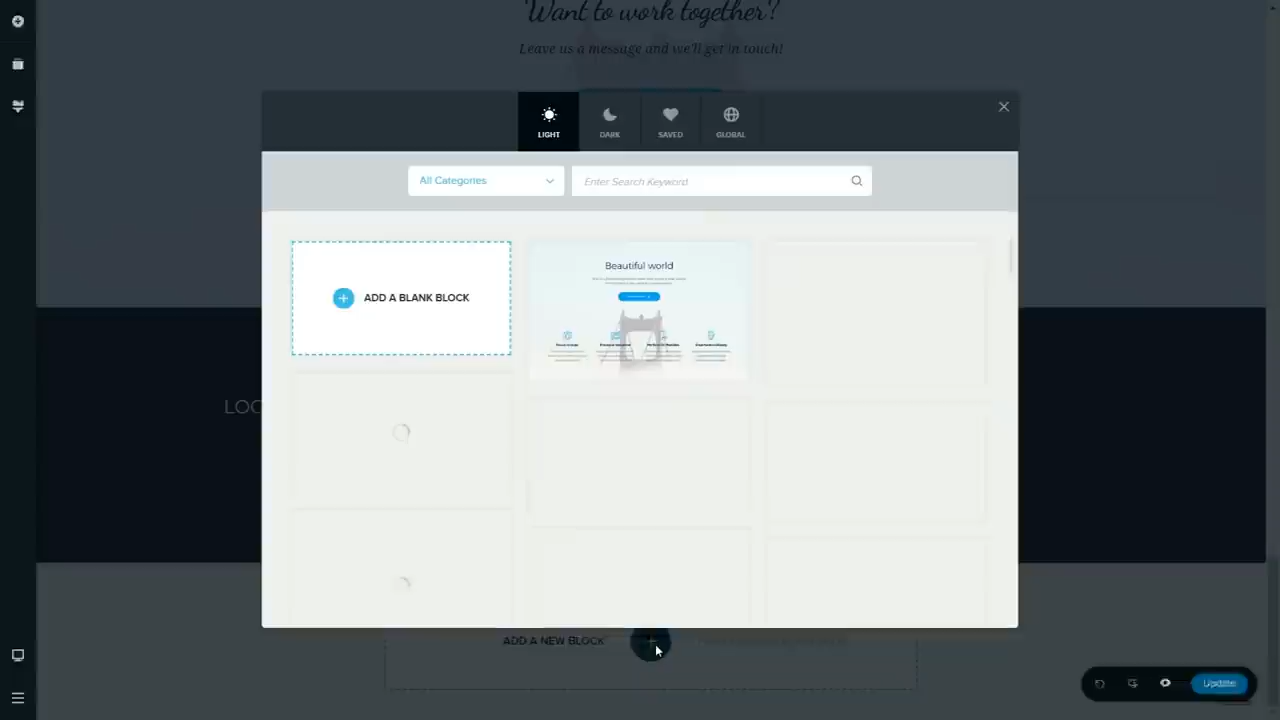 Want to work together?
Leave us a message and we'll get in touch!
LIGHT
DARK
SAVED
GLOBAL
All Categories
Enter Search Keyword
ADD A BLANK BLOCK
Beautiful world
LOG
ADD A NEW BLOCK
Update